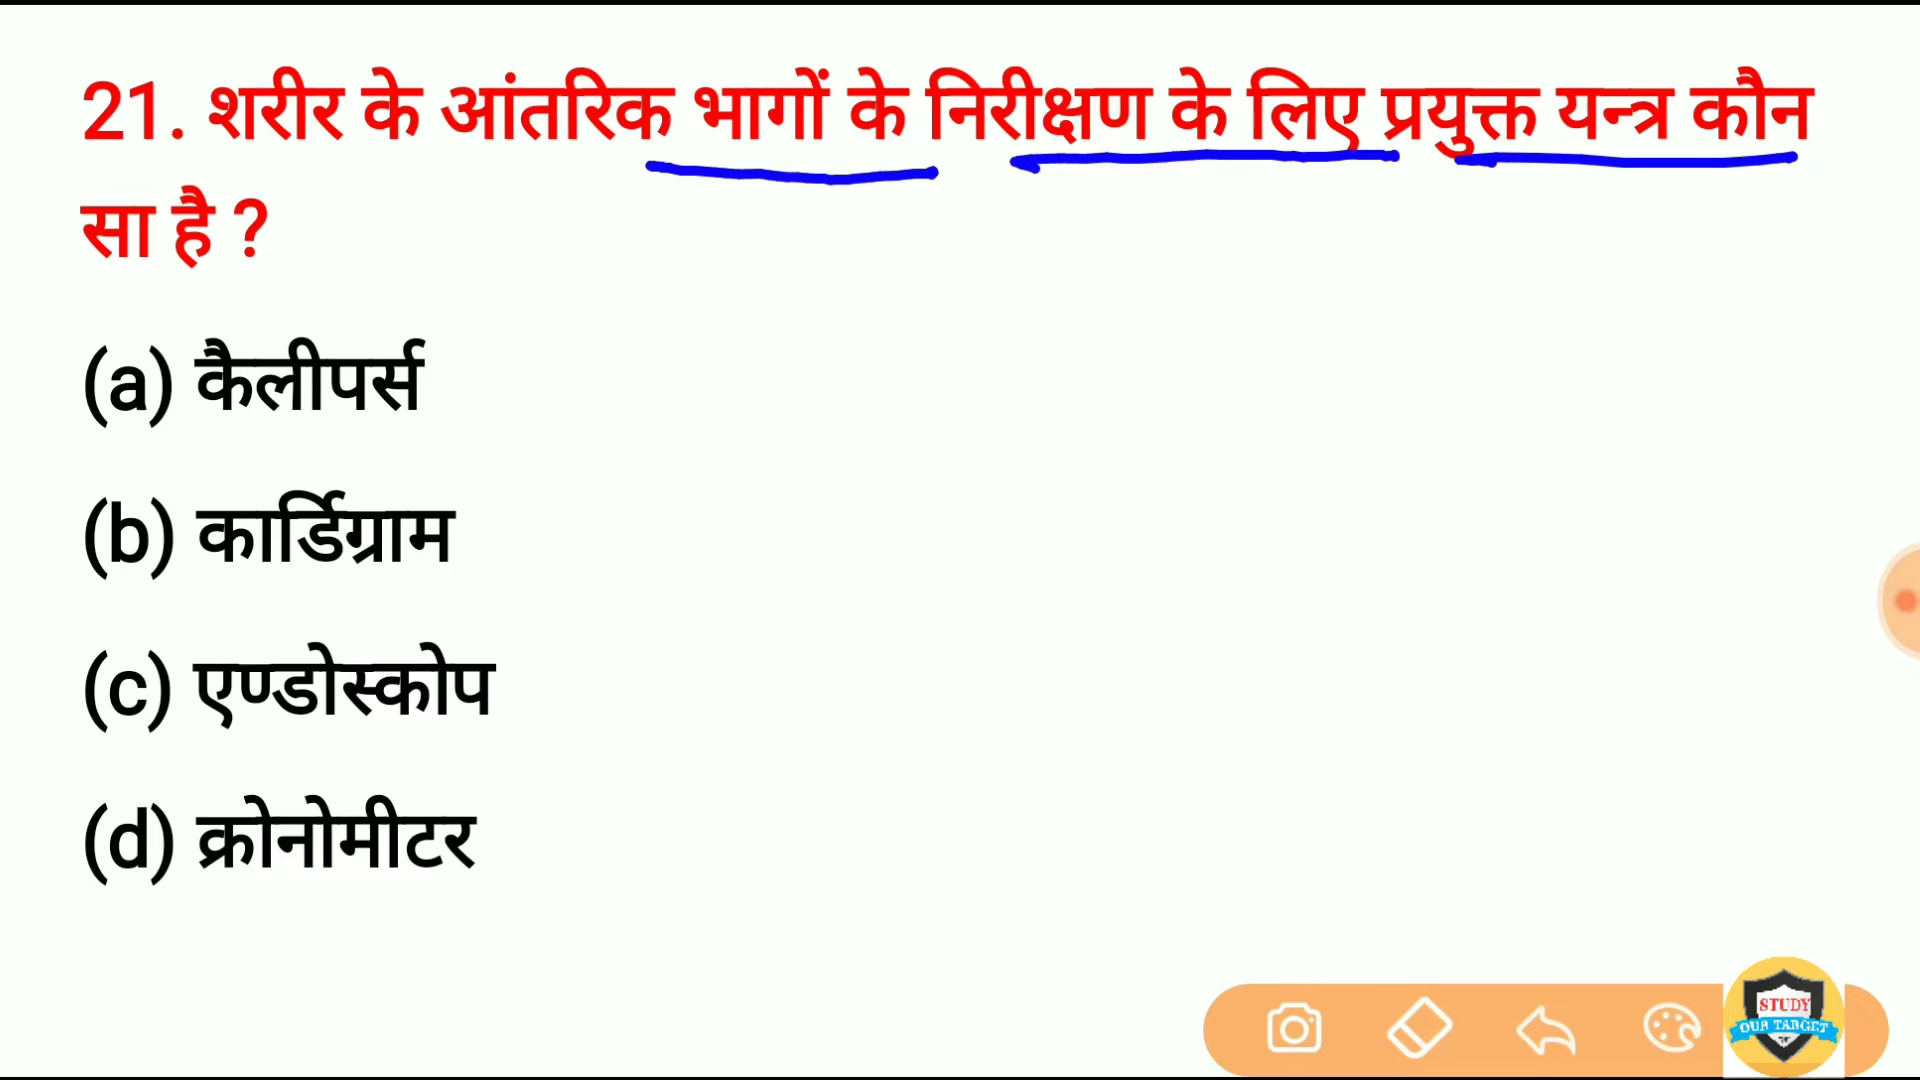 21. शरीर के आंतरिक भागों के निरीक्षण के लिए प्रयुक्त यन्त्र कौन
सा है ?
(a) कैलीपर्स
(b) कार्डिग्राम
(c) एण्डोस्कोप
(d) क्रोनोमीटर
STUDY
OUR TARGET